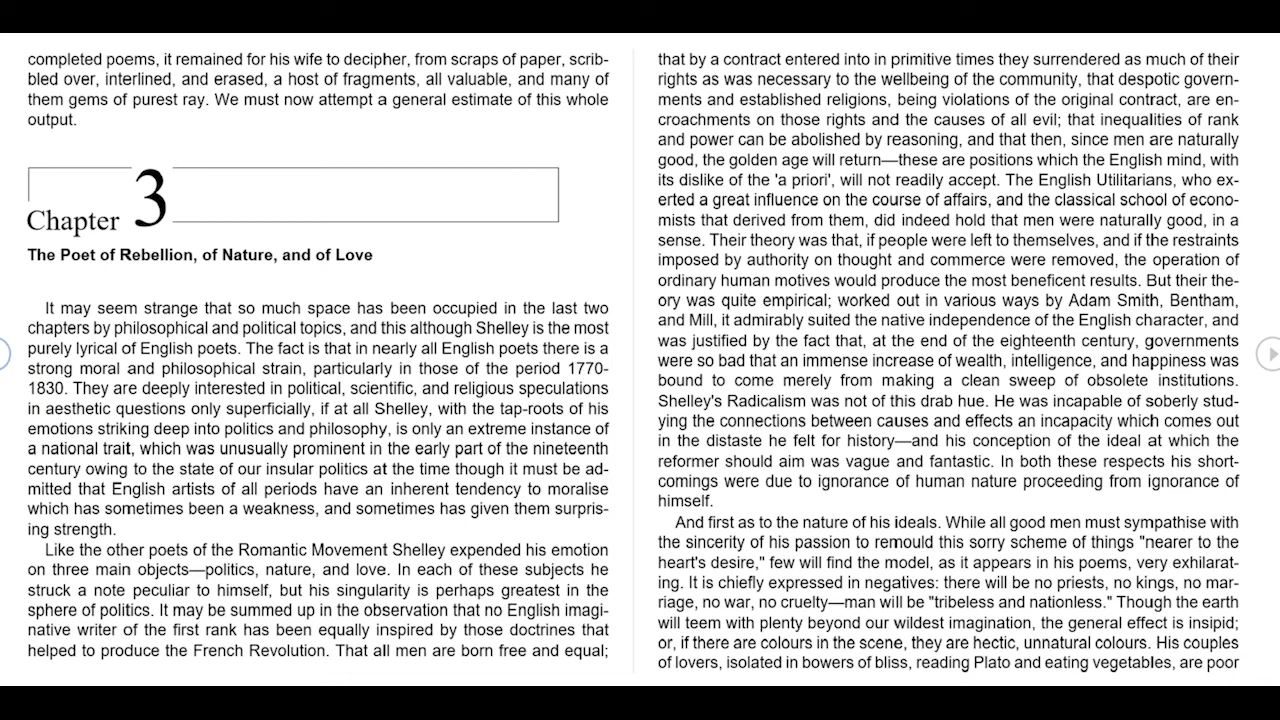 completed poems, it remained for his wife to decipher, from scraps of paper, scrib-
bled over, interlined, and erased, a host of fragments, all valuable, and many of
them gems of purest ray. We must now attempt a general estimate of this whole
output.
Chapter 3
The Poet of Rebellion, of Nature, and of Love
It may seem strange that so much space has been occupied in the last two
chapters by philosophical and political topics, and this although Shelley is the most
purely lyrical of English poets. The fact is that in nearly all English poets there is a
strong moral and philosophical strain, particularly in those of the period 1770-
1830. They are deeply interested in political, scientific, and religious speculations
in aesthetic questions only superficially, if at all Shelley, with the tap-roots of his
emotions striking deep into politics and philosophy, is only an extreme instance of
a national trait, which was unusually prominent in the early part of the nineteenth
century owing to the state of our insular politics at the time though it must be ad-
mitted that English artists of all periods have an inherent tendency to moralise
which has sometimes been a weakness, and sometimes has given them surpris-
ing strength.
Like the other poets of the Romantic Movement Shelley expended his emotion
on three main objects—politics, nature, and love. In each of these subjects he
struck a note peculiar to himself, but his singularity is perhaps greatest in the
sphere of politics. It may be summed up in the observation that no English imagi-
native writer of the first rank has been equally inspired by those doctrines that
helped to produce the French Revolution. That all men are born free and equal;
that by a contract entered into in primitive times they surrendered as much of their
rights as was necessary to the wellbeing of the community, that despotic govern-
ments and established religions, being violations of the original contract, are en-
croachments on those rights and the causes of all evil; that inequalities of rank
and power can be abolished by reasoning, and that then, since men are naturally
good, the golden age will return—these are positions which the English mind, with
its dislike of the 'a priori', will not readily accept. The English Utilitarians, who ex-
erted a great influence on the course of affairs, and the classical school of econo-
mists that derived from them, did indeed hold that men were naturally good, in a
sense. Their theory was that, if people were left to themselves, and if the restraints
imposed by authority on thought and commerce were removed, the operation of
ordinary human motives would produce the most beneficent results. But their the-
ory was quite empirical; worked out in various ways by Adam Smith, Bentham,
and Mill, it admirably suited the native independence of the English character, and
was justified by the fact that, at the end of the eighteenth century, governments
were so bad that an immense increase of wealth, intelligence, and happiness was
bound to come merely from making a clean sweep of obsolete institutions.
Shelley's Radicalism was not of this drab hue. He was incapable of soberly stud-
ying the connections between causes and effects an incapacity which comes out
in the distaste he felt for history—and his conception of the ideal at which the
reformer should aim was vague and fantastic. In both these respects his short-
comings were due to ignorance of human nature proceeding from ignorance of
himself.
And first as to the nature of his ideals. While all good men must sympathise with
the sincerity of his passion to remould this sorry scheme of things "nearer to the
heart's desire," few will find the model, as it appears in his poems, very exhilarat-
ing. It is chiefly expressed in negatives: there will be no priests, no kings, no mar-
riage, no war, no cruelty—man will be "tribeless and nationless." Though the earth
will teem with plenty beyond our wildest imagination, the general effect is insipid;
or, if there are colours in the scene, they are hectic, unnatural colours. His couples
of lovers, isolated in bowers of bliss, reading Plato and eating vegetables, are poor